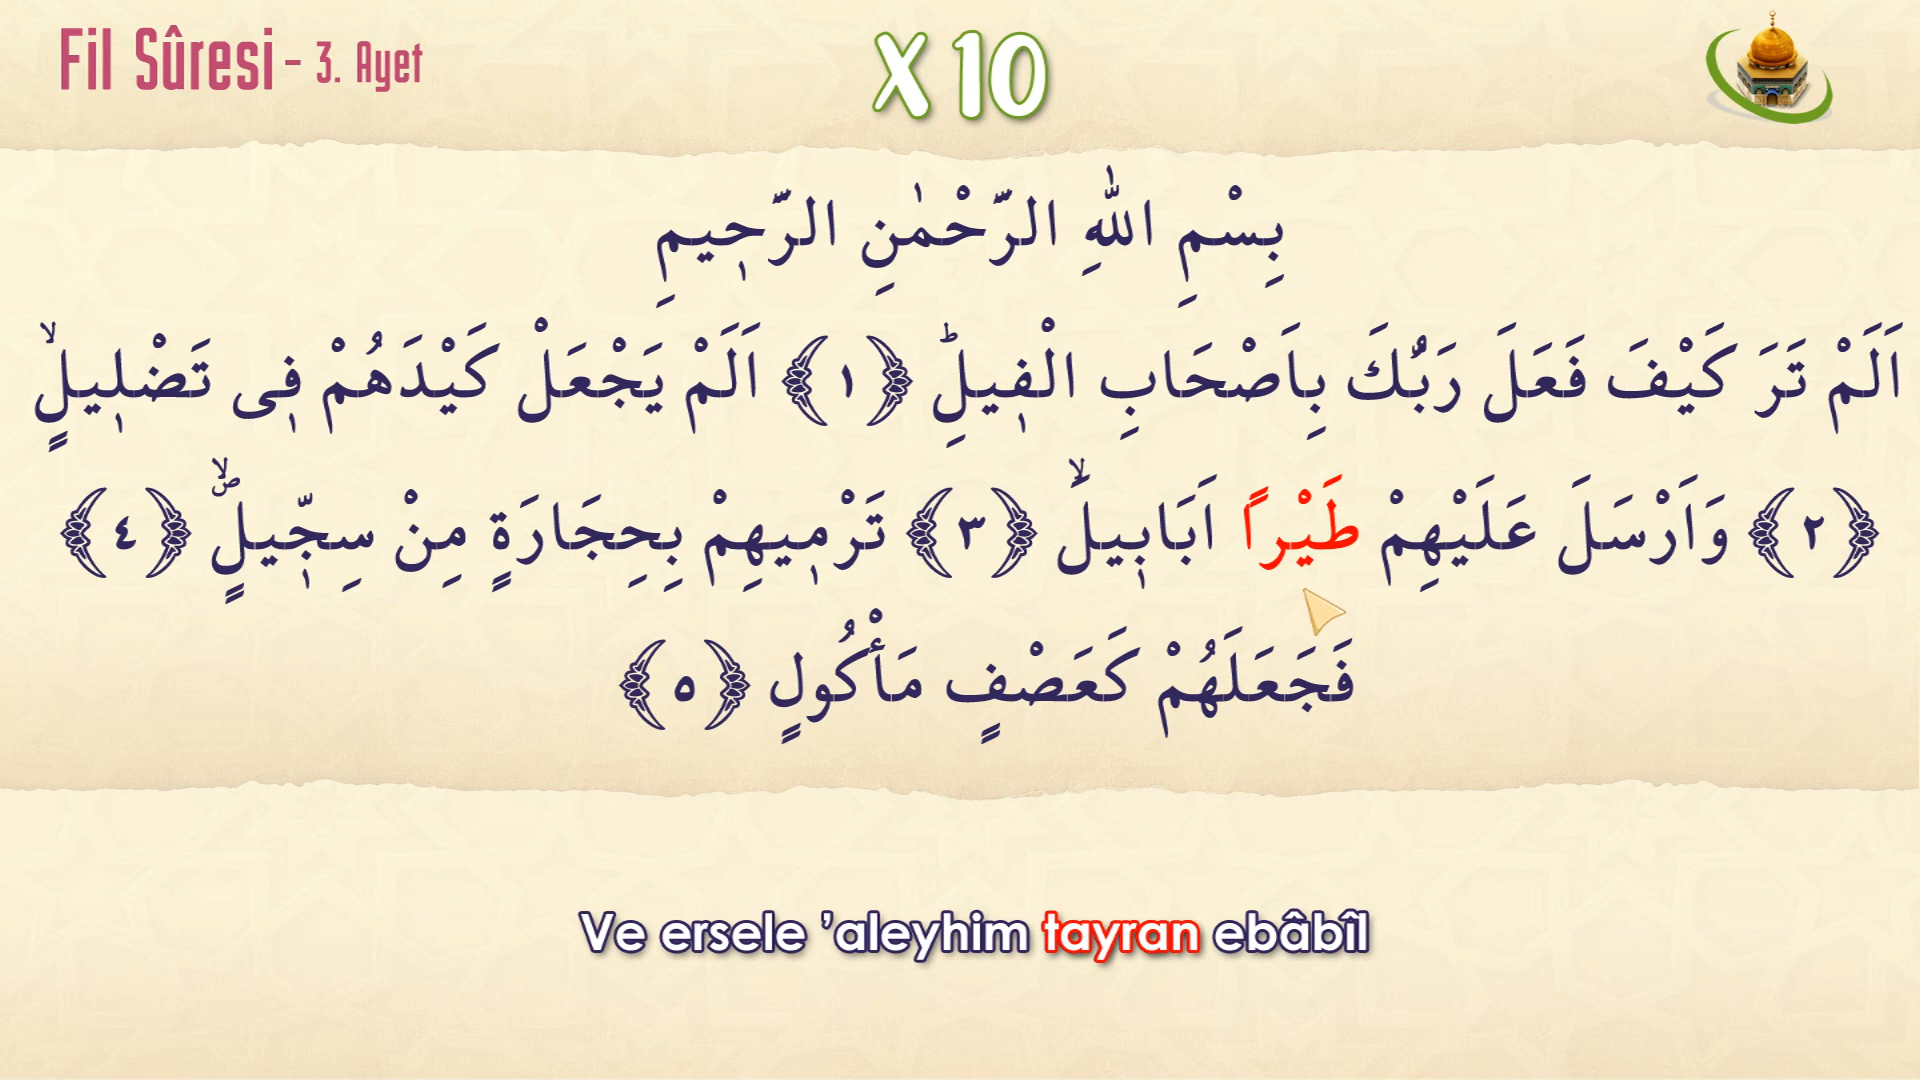 Fil Sûresi - 3. Ayet
X 10
بِسْمِ اللّٰهِ الرَّحْمٰنِ الرَّح۪يمِ
اَلَمْ تَرَ كَيْفَ فَعَلَ رَبُّكَ بِاَصْحَابِ الْف۪يلِۜ ﴿١﴾ اَلَمْ يَجْعَلْ كَيْدَهُمْ ف۪ى تَضْل۪يلٍۙ
﴿٢﴾ وَاَرْسَلَ عَلَيْهِمْ طَيْراً اَبَاب۪يلَۙ ﴿٣﴾ تَرْم۪يهِمْ بِحِجَارَةٍ مِنْ سِجّ۪يلٍۙۖ ﴿٤﴾
فَجَعَلَهُمْ كَعَصْفٍ مَأْكُولٍ ﴿٥﴾
Ve ersele ’aleyhim tayran ebâbîl